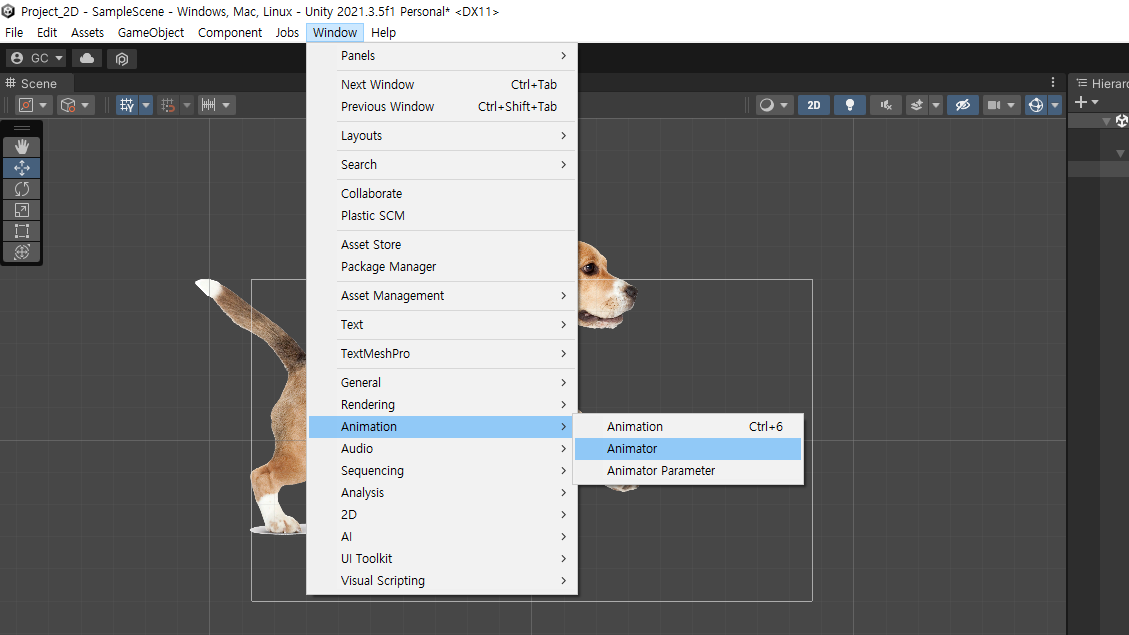 Project_2D - SampleScene - Windows, Mac, Linux - Unity 2021.3.5f1 Personal* <DX11>
File Edit Assets GameObject Component Jobs Window Help
GC
Scene
Hierarc
2D
Panels
Next Window Ctrl+Tab
Previous Window Ctrl+Shift+Tab
Layouts
Search
Collaborate
Plastic SCM
Asset Store
Package Manager
Asset Management
Text
TextMeshPro
General
Rendering
Animation
Audio
Sequencing
Analysis
2D
AI
UI Toolkit
Visual Scripting
Animation Ctrl+6
Animator
Animator Parameter